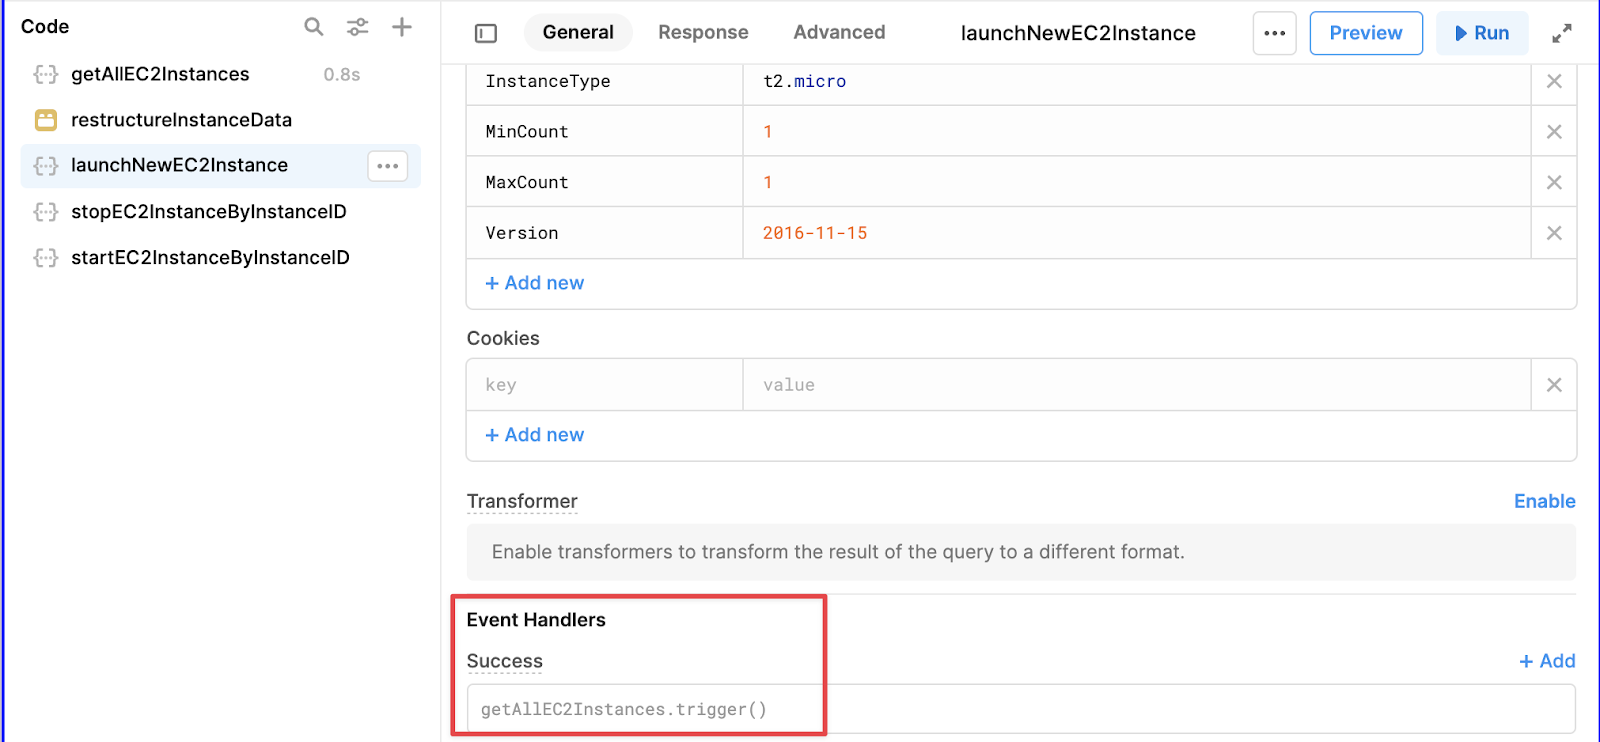 Code
getAllEC2Instances 0.8s
restructureInstanceData
launchNewEC2Instance
stopEC2InstanceByInstanceID
startEC2InstanceByInstanceID
General Response Advanced launchNewEC2Instance Preview Run
InstanceType t2.micro
MinCount 1
MaxCount 1
Version 2016-11-15
+ Add new
Cookies
key value
+ Add new
Transformer Enable
Enable transformers to transform the result of the query to a different format.
Event Handlers
Success + Add
getAllEC2Instances.trigger()